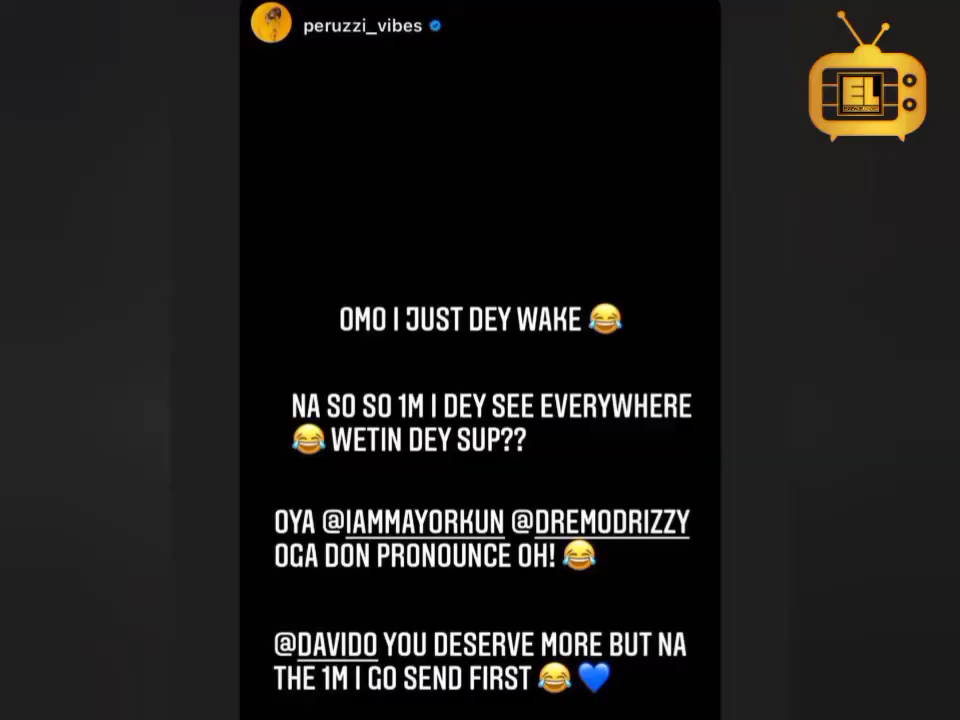 peruzzi_vibes
EL
OMO I JUST DEY WAKE 😂
NA SO SO 1M I DEY SEE EVERYWHERE
😂 WETIN DEY SUP??
OYA @IAMMAYORKUN @DREMODRIZZY
OGA DON PRONOUNCE OH! 😂
@DAVIDO YOU DESERVE MORE BUT NA
THE 1M I GO SEND FIRST 😂💙